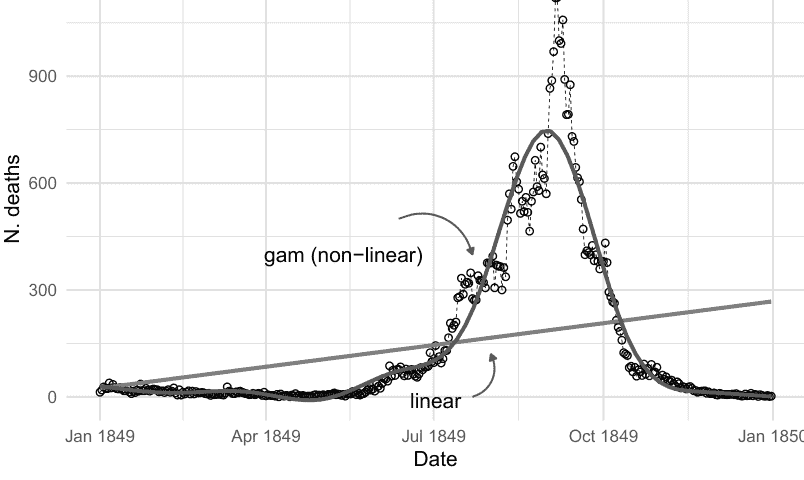 N. deaths
900
600
300
0
gam (non−linear)
linear
Jan 1849
Apr 1849
Jul 1849
Oct 1849
Jan 1850
Date